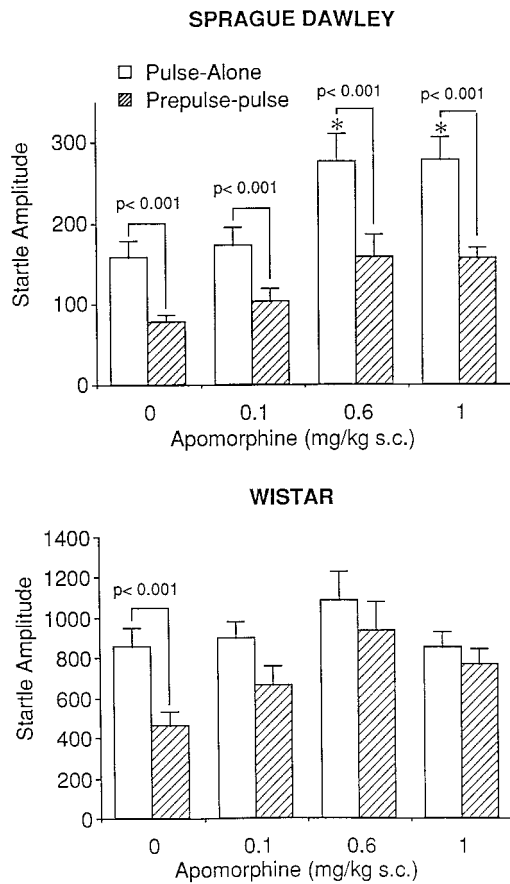 SPRAGUE DAWLEY
Pulse-Alone
Prepulse-pulse
p< 0.001
p< 0.001
p< 0.001
p< 0.001
*
*
300
200
100
0
Startle Amplitude
0 0.1 0.6 1
Apomorphine (mg/kg s.c.)
WISTAR
1400
1200
1000
800
600
400
200
0
p< 0.001
Startle Amplitude
0 0.1 0.6 1
Apomorphine (mg/kg s.c.)